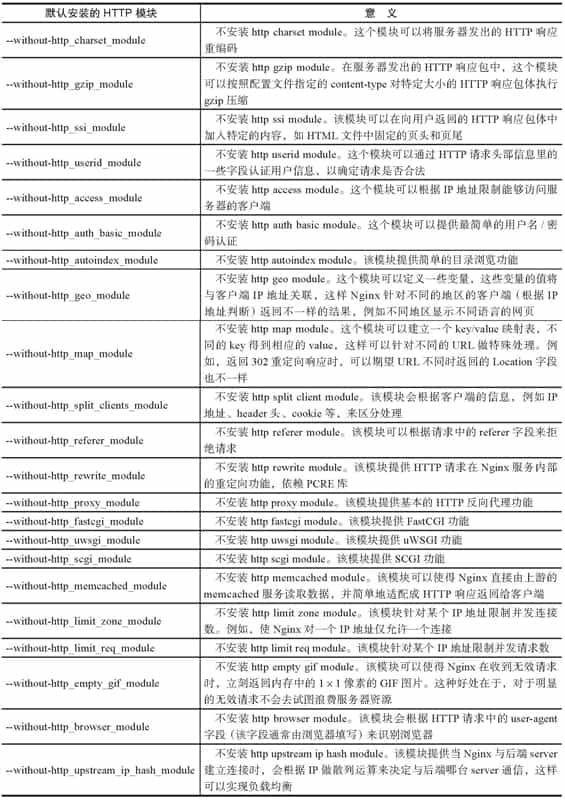 默认安装的 HTTP 模块
意 义
--without-http_charset_module
不安装 http charset module。这个模块可以将服务器发出的 HTTP 响应
重编码
--without-http_gzip_module
不安装 http gzip module。在服务器发出的 HTTP 响应包中，这个模块
可以按照配置文件指定的 content-type 对特定大小的 HTTP 响应包体执行
gzip 压缩
--without-http_ssi_module
不安装 http ssi module。该模块可以在向用户返回的 HTTP 响应包体中
加入特定的内容，如 HTML 文件中固定的页头和页尾
--without-http_userid_module
不安装 http userid module。这个模块可以通过 HTTP 请求头部信息里的
一些字段认证用户信息，以确定请求是否合法
--without-http_access_module
不安装 http access module。这个模块可以根据 IP 地址限制能够访问服
务器的客户端
--without-http_auth_basic_module
不安装 http auth basic module。这个模块可以提供最简单的用户名 / 密
码认证
--without-http_autoindex_module
不安装 http autoindex module。该模块提供简单的目录浏览功能
--without-http_geo_module
不安装 http geo module。这个模块可以定义一些变量，这些变量的值将
与客户端 IP 地址关联，这样 Nginx 针对不同的地区的客户端（根据 IP
地址判断）返回不一样的结果，例如不同地区显示不同语言的网页
--without-http_map_module
不安装 http map module。这个模块可以建立一个 key/value 映射表，不
同的 key 得到相应的 value，这样可以针对不同的 URL 做特殊处理。例
如，返回 302 重定向响应时，可以期望 URL 不同时返回的 Location 字段
也不一样
--without-http_split_clients_module
不安装 http split client module。该模块会根据客户端的信息，例如 IP
地址、header 头、cookie 等，来区分处理
--without-http_referer_module
不安装 http referer module。该模块可以根据请求中的 referer 字段来拒
绝请求
--without-http_rewrite_module
不安装 http rewrite module。该模块提供 HTTP 请求在 Nginx 服务内部
的重定向功能，依赖 PCRE 库
--without-http_proxy_module
不安装 http proxy module。该模块提供基本的 HTTP 反向代理功能
--without-http_fastcgi_module
不安装 http fastcgi module。该模块提供 FastCGI 功能
--without-http_uwsgi_module
不安装 http uwsgi module。该模块提供 uWSGI 功能
--without-http_scgi_module
不安装 http scgi module。该模块提供 SCGI 功能
--without-http_memcached_module
不安装 http memcached module。该模块可以使得 Nginx 直接由上游的
memcached 服务读取数据，并简单地适配成 HTTP 响应返回给客户端
--without-http_limit_zone_module
不安装 http limit zone module。该模块针对某个 IP 地址限制并发连接
数。例如，使 Nginx 对一个 IP 地址仅允许一个连接
--without-http_limit_req_module
不安装 http limit req module。该模块针对某个 IP 地址限制并发请求数
--without-http_empty_gif_module
不安装 http empty gif module。该模块可以使得 Nginx 在收到无效请求
时，立刻返回内存中的 1×1 像素的 GIF 图片。这种好处在于，对于明显
的无效请求不会去试图浪费服务器资源
--without-http_browser_module
不安装 http browser module。该模块会根据 HTTP 请求中的 user-agent
字段（该字段通常由浏览器填写）来识别浏览器
--without-http_upstream_ip_hash_module
不安装 http upstream ip hash module。该模块提供当 Nginx 与后端 server
建立连接时，会根据 IP 做散列运算来决定与后端哪台 server 通信，这样
可以实现负载均衡